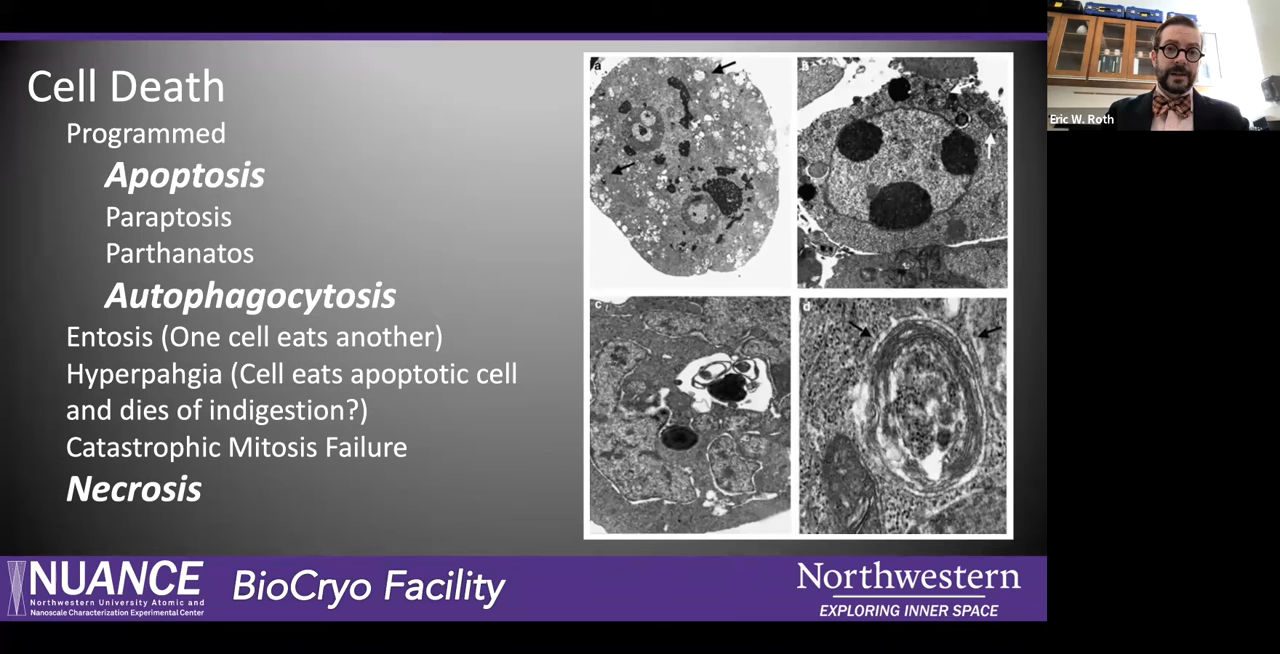 Cell Death
Programmed
Apoptosis
Paraptosis
Parthanatos
Autophagocytosis
Entosis (One cell eats another)
Hyperpahgia (Cell eats apoptotic cell
and dies of indigestion?)
Catastrophic Mitosis Failure
Necrosis
a
c
d
NUANCE
Northwestern University Atomic and
Nanoscale Characterization Experimental Center
BioCryo Facility
Northwestern
EXPLORING INNER SPACE
Eric W. Roth